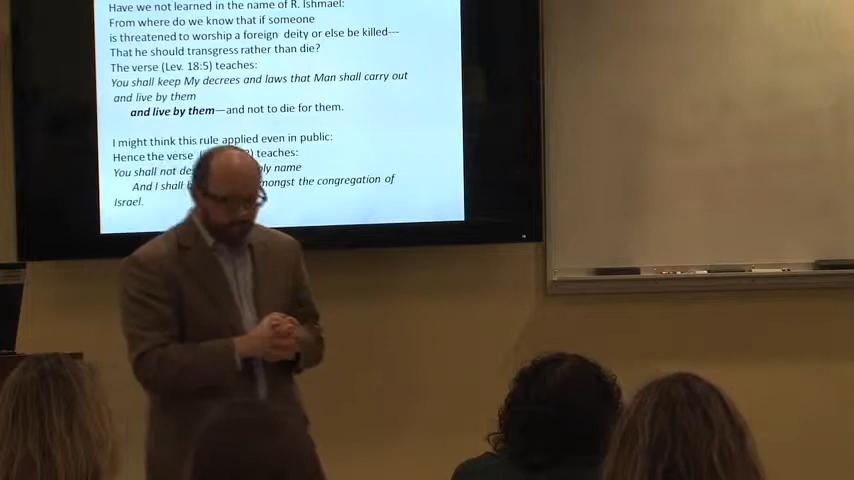 Have we not learned in the name of R. Ishmael:
From where do we know that if someone
is threatened to worship a foreign deity or else be killed---
That he should transgress rather than die?
The verse (Lev. 18:5) teaches:
You shall keep My decrees and laws that Man shall carry out
and live by them
and live by them—and not to die for them.
I might think this rule applied even in public:
Hence the verse teaches:
You shall not name
And I shall amongst the congregation of
Israel.